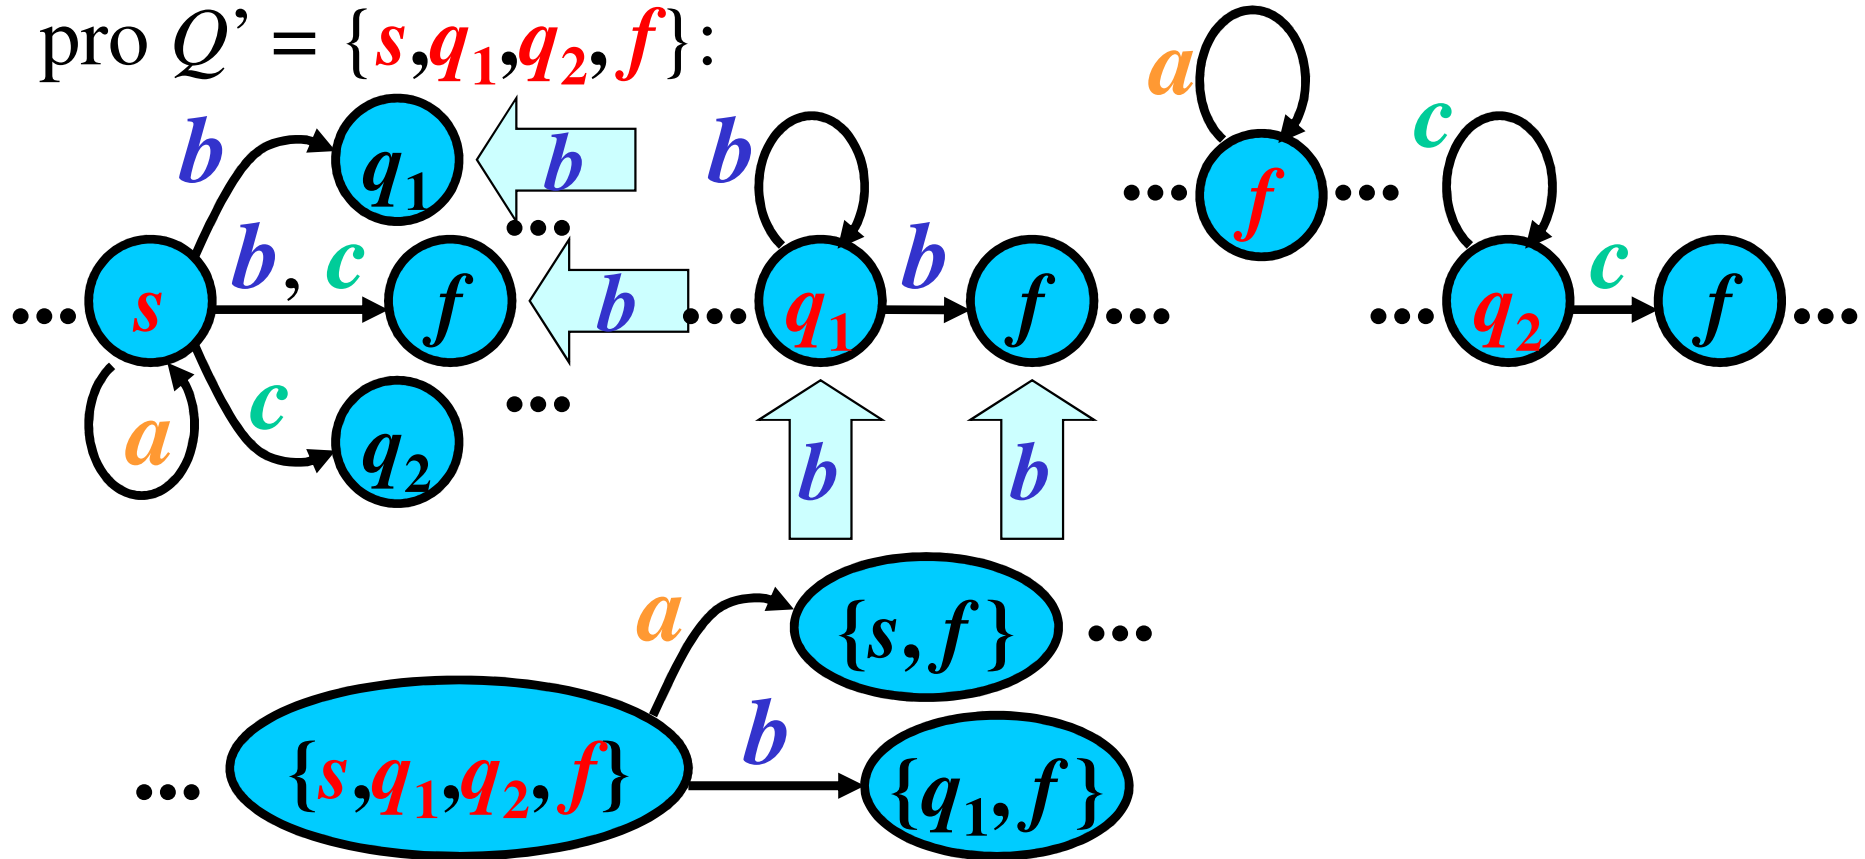 pro Q’ = {s,q1,q2,f}:
a
c
b
q1
b
b
... f ...
...
b, c
b
... s
f
b
... q1
f ...
... q2
c
f ...
c
...
a
q2
b
b
a
{s,f}
...
b
... {s,q1,q2,f}
{q1,f}